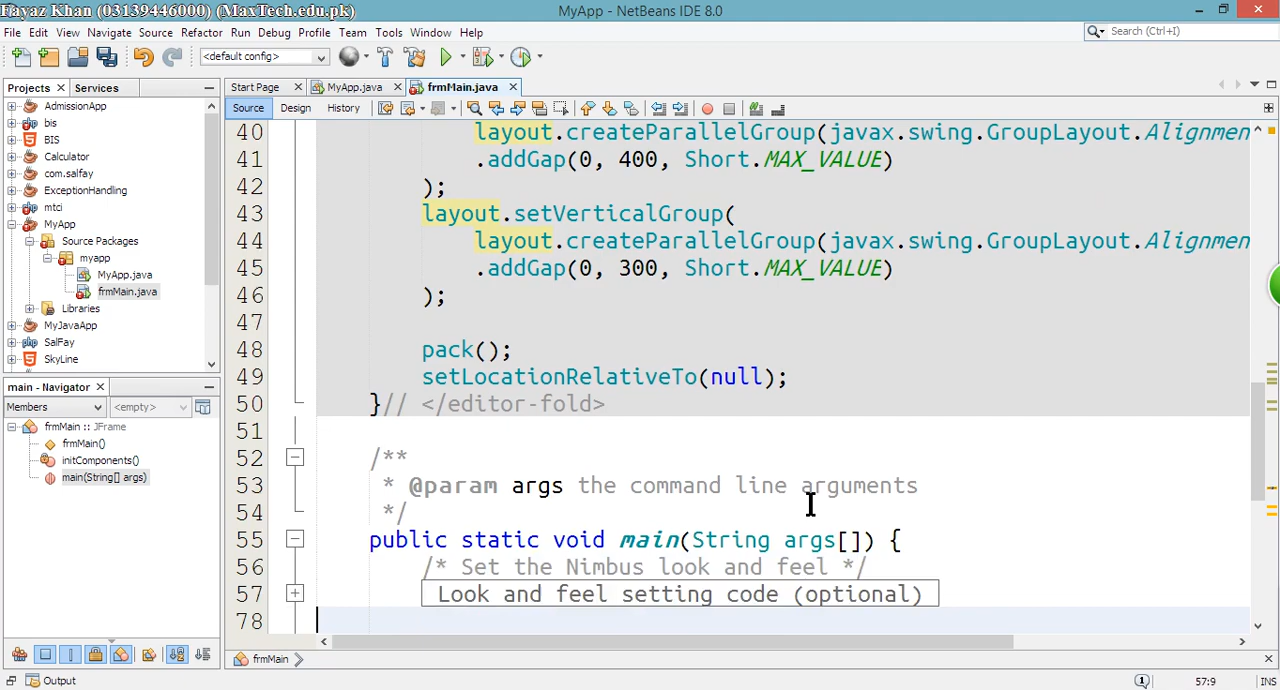 Fayaz Khan (03139446000) (MaxTech.edu.pk)
MyApp - NetBeans IDE 8.0
File Edit View Navigate Source Refactor Run Debug Profile Team Tools Window Help
Search (Ctrl+I)
<default config>
Projects Services
Start Page MyApp.java frmMain.java
Source Design History
AdmissionApp
bis
BIS
Calculator
com.salfay
ExceptionHandling
mtci
MyApp
Source Packages
myapp
MyApp.java
frmMain.java
Libraries
MyJavaApp
SalFay
SkyLine
main - Navigator
Members <empty>
frmMain :: JFrame
frmMain()
initComponents()
main(String[] args)
40 layout.createParallelGroup(javax.swing.GroupLayout.Alignmen
41 .addGap(0, 400, Short.MAX_VALUE)
42 );
43 layout.setVerticalGroup(
44 layout.createParallelGroup(javax.swing.GroupLayout.Alignmen
45 .addGap(0, 300, Short.MAX_VALUE)
46 );
47
48 pack();
49 setLocationRelativeTo(null);
50 }// </editor-fold>
51
52 /**
53 * @param args the command line arguments
54 */
55 public static void main(String args[]) {
56 /* Set the Nimbus look and feel */
57 Look and feel setting code (optional)
78
frmMain
Output
1 57:9 INS